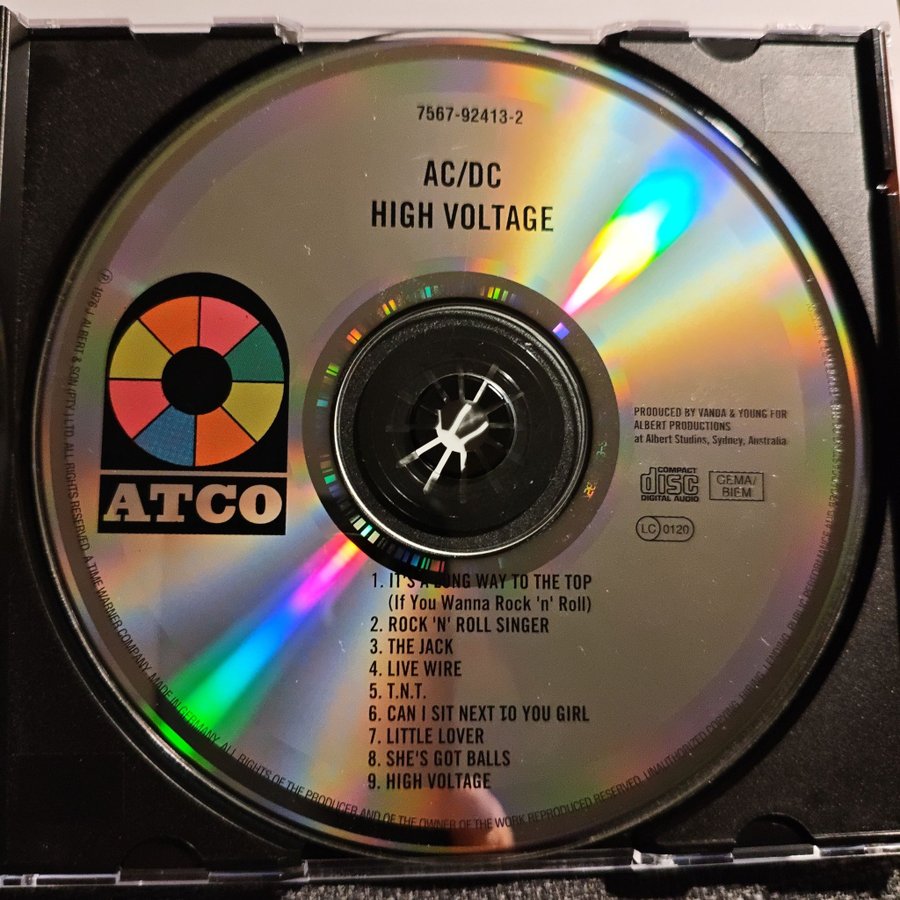 7567-92413-2
AC/DC
HIGH VOLTAGE
ATCO
PRODUCED BY VANDA & YOUNG FOR
ALBERT PRODUCTIONS
at Albert Studios, Sydney, Australia
COMPACT
disc
DIGITAL AUDIO
GEMA/
BIEM
LC 0120
1. IT'S A LONG WAY TO THE TOP
(If You Wanna Rock 'n' Roll)
2. ROCK 'N' ROLL SINGER
3. THE JACK
4. LIVE WIRE
5. T.N.T.
6. CAN I SIT NEXT TO YOU GIRL
7. LITTLE LOVER
8. SHE'S GOT BALLS
9. HIGH VOLTAGE
℗ 1976 J. ALBERT & SON (PTY.) LTD. ALL RIGHTS RESERVED. A TIME WARNER COMPANY. MADE IN GERMANY. ALL RIGHTS OF THE PRODUCER AND OF THE OWNER OF THE WORK REPRODUCED RESERVED. UNAUTHORIZED COPYING,